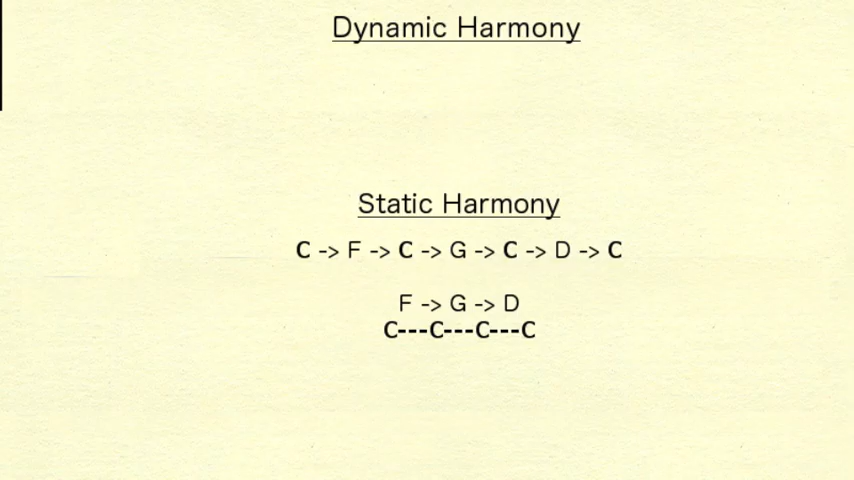 Dynamic Harmony
Static Harmony
C -> F -> C -> G -> C -> D -> C
F -> G -> D
C---C---C---C